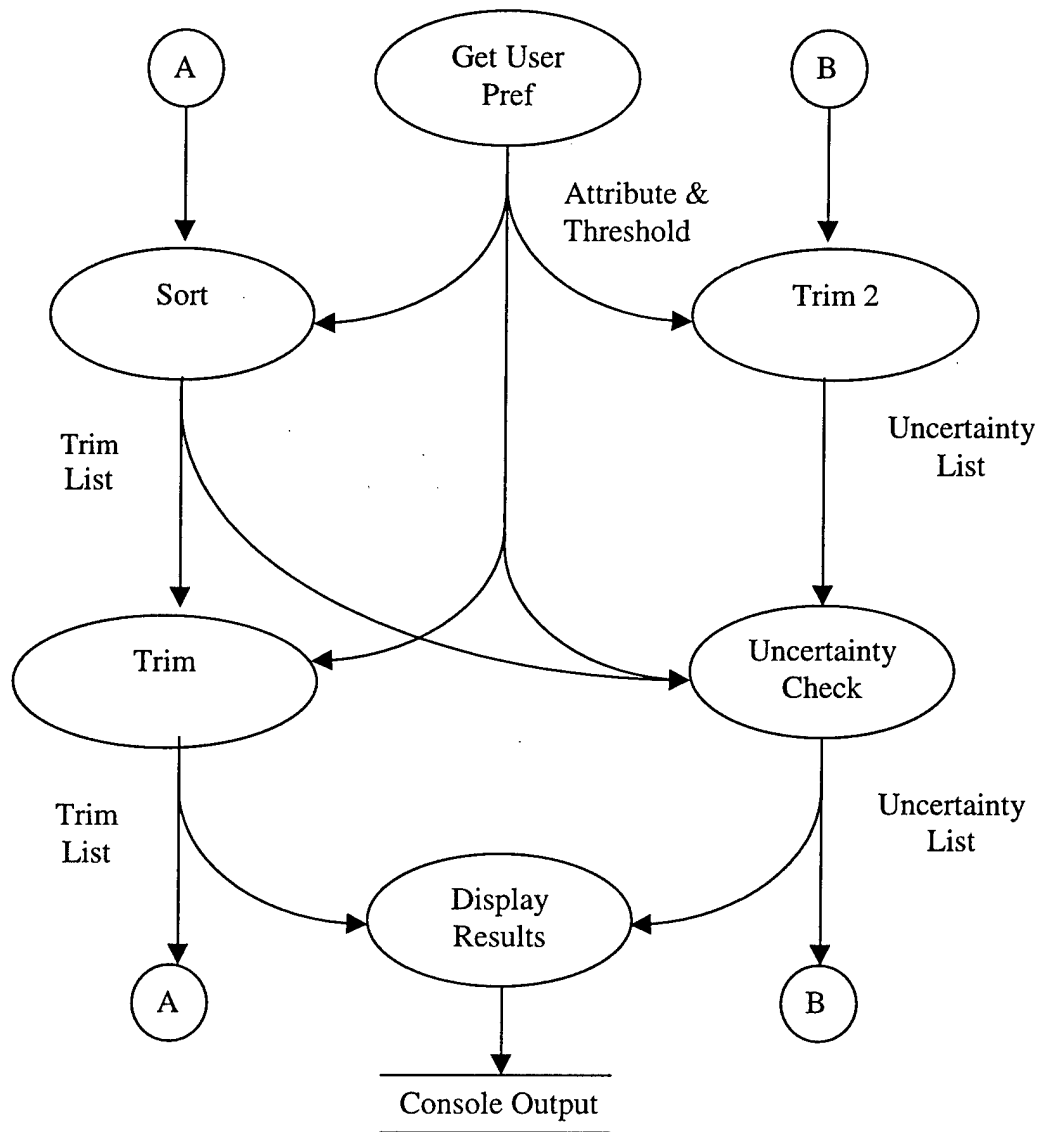 A
Get User
Pref
B
Attribute &
Threshold
Sort
Trim 2
Trim
List
Uncertainty
List
Trim
Uncertainty
Check
Trim
List
Uncertainty
List
Display
Results
A
B
Console Output